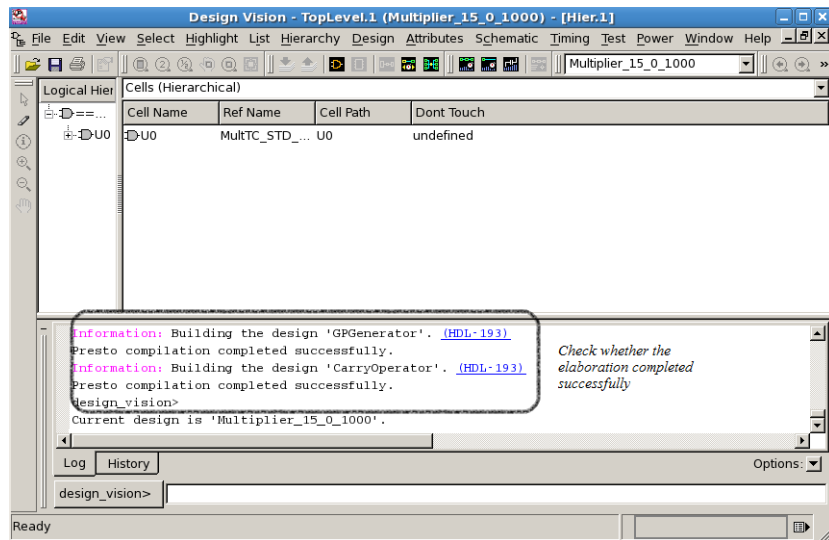 Design Vision - TopLevel.1 (Multiplier_15_0_1000) - [Hier.1]
File Edit View Select Highlight List Hierarchy Design Attributes Schematic Timing Test Power Window Help
Multiplier_15_0_1000
Logical Hier
Cells (Hierarchical)
Cell Name Ref Name Cell Path Dont Touch
==...
U0
U0 MultTC_STD_... U0 undefined
Information: Building the design 'GPGenerator'. (HDL-193)
Presto compilation completed successfully.
Information: Building the design 'CarryOperator'. (HDL-193)
Presto compilation completed successfully.
design_vision>
Current design is 'Multiplier_15_0_1000'.
Check whether the
elaboration completed
successfully
Log History
Options:
design_vision>
Ready